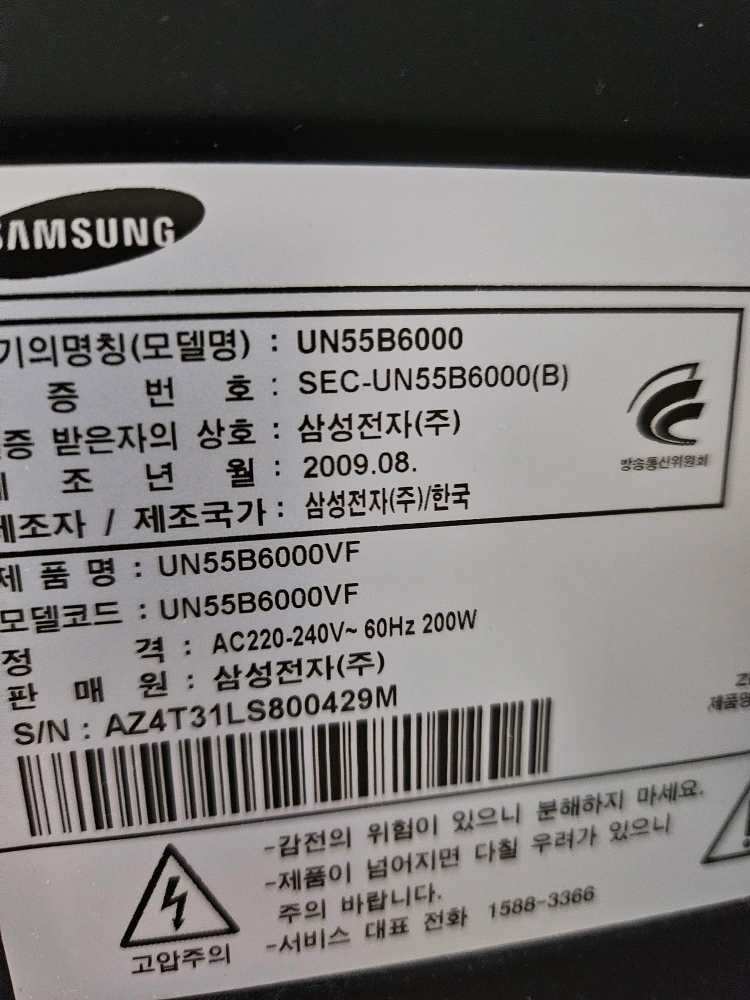 SAMSUNG
기의명칭(모델명) : UN55B6000
증 번 호 : SEC-UN55B6000(B)
증 받은자의 상호 : 삼성전자(주)
조 년 월 : 2009.08.
제조자 / 제조국가 : 삼성전자(주)/한국
방송통신위원회
제 품 명 : UN55B6000VF
모델코드 : UN55B6000VF
정 격 : AC220-240V~ 60Hz 200W
판 매 원 : 삼성전자(주)
S/N : AZ4T31LS800429M
제품명
-감전의 위험이 있으니 분해하지 마세요.
-제품이 넘어지면 다칠 우려가 있으니
주의 바랍니다.
-서비스 대표 전화 1588-3366
고압주의